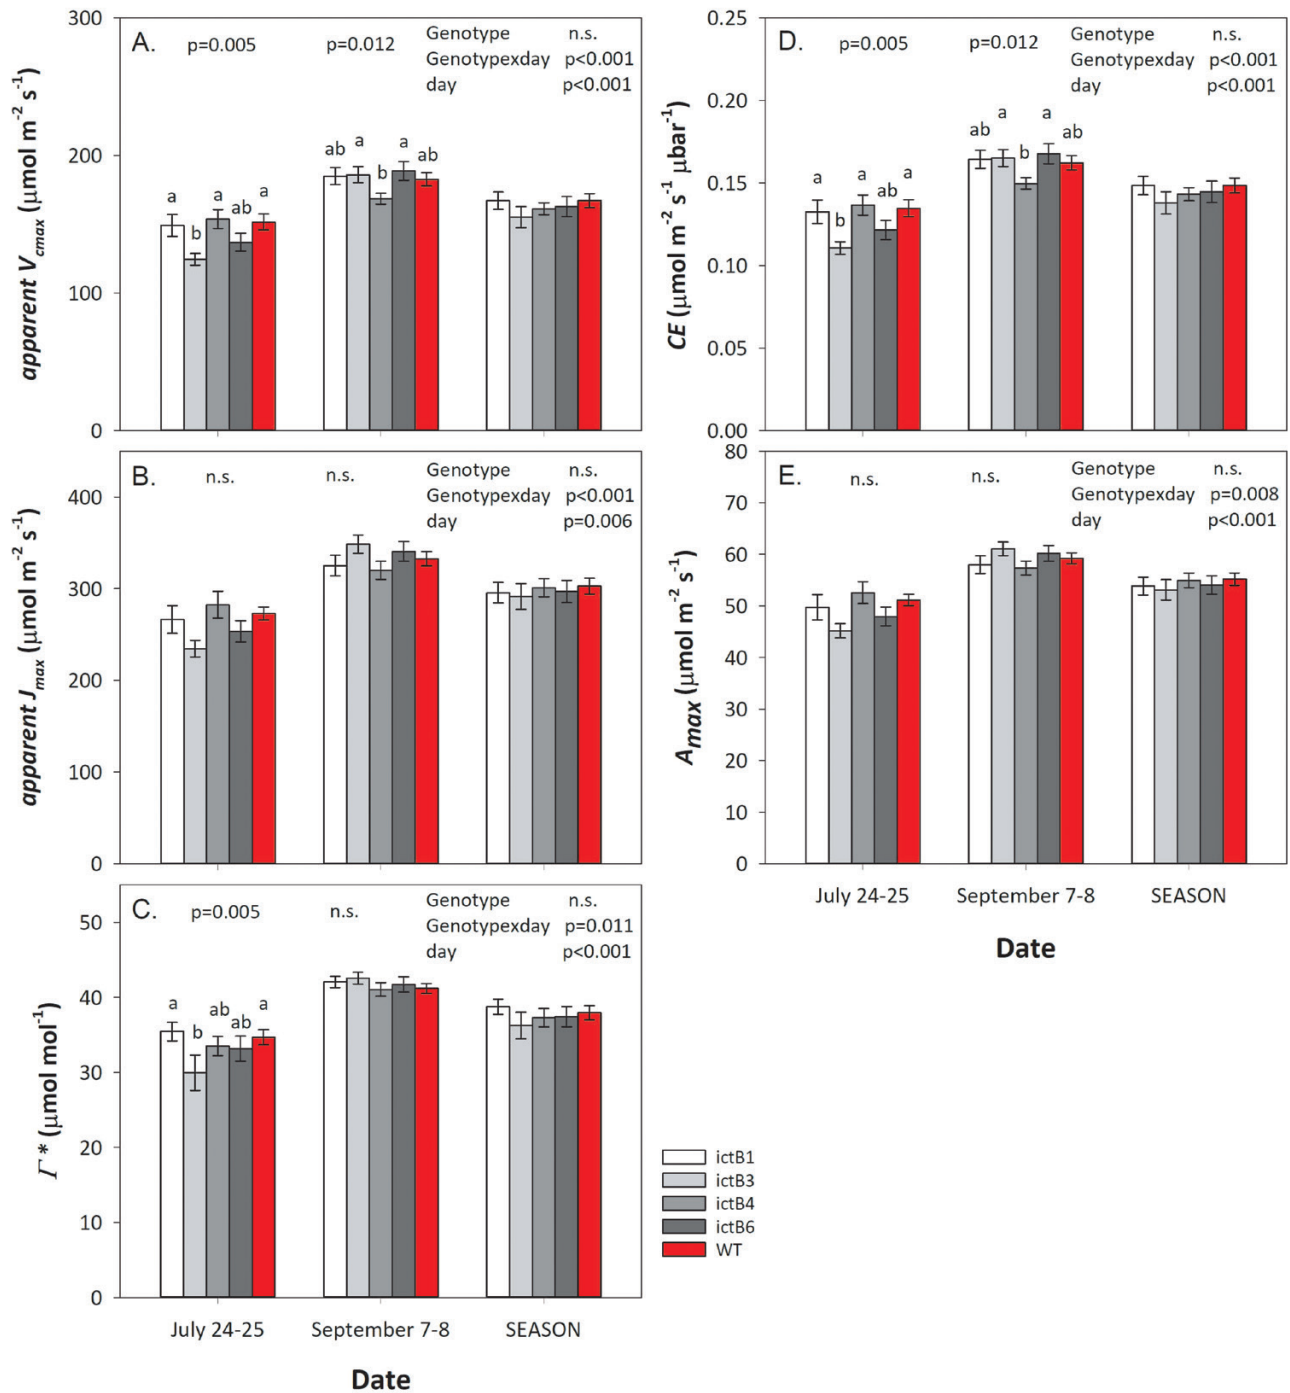 A.
p=0.005
p=0.012
Genotype n.s.
Genotypexday p<0.001
day p<0.001
apparent Vcmax (μmol m-2 s-1)
300
200
100
0
a
b
a
ab
a
ab
a
b
a
ab
B.
n.s.
n.s.
Genotype n.s.
Genotypexday p<0.001
day p=0.006
apparent Jmax (μmol m-2 s-1)
400
300
200
100
0
C.
p=0.005
n.s.
Genotype n.s.
Genotypexday p=0.011
day p<0.001
Γ* (μmol mol-1)
50
40
30
20
10
0
a
b
ab
ab
a
July 24-25
September 7-8
SEASON
Date
D.
p=0.005
p=0.012
Genotype n.s.
Genotypexday p<0.001
day p<0.001
CE (μmol m-2 s-1 μbar-1)
0.25
0.20
0.15
0.10
0.05
0.00
a
b
a
ab
a
ab
a
b
a
ab
E.
n.s.
n.s.
Genotype n.s.
Genotypexday p=0.008
day p<0.001
Amax (μmol m-2 s-1)
80
70
60
50
40
30
20
10
0
July 24-25
September 7-8
SEASON
Date
ictB1
ictB3
ictB4
ictB6
WT